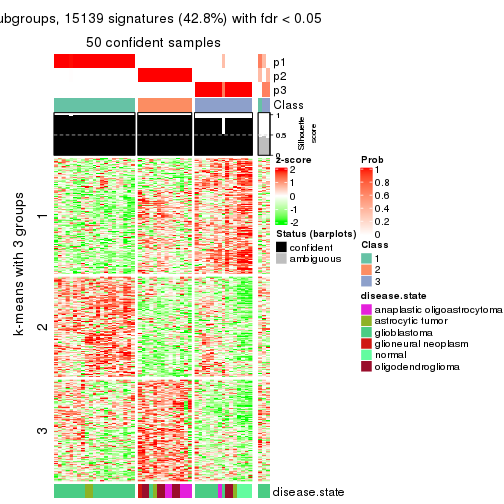 ubgroups, 15139 signatures (42.8%) with fdr < 0.05
50 confident samples
p1
p2
p3
Class
1
0.5
0
Silhouette
score
k-means with 3 groups
1
2
3
z-score
2
1
0
-1
-2
Status (barplots)
confident
ambiguous
Prob
1
0.8
0.6
0.4
0.2
0
Class
1
2
3
disease.state
anaplastic oligoastrocytoma
astrocytic tumor
glioblastoma
glioneural neoplasm
normal
oligodendroglioma
disease.state